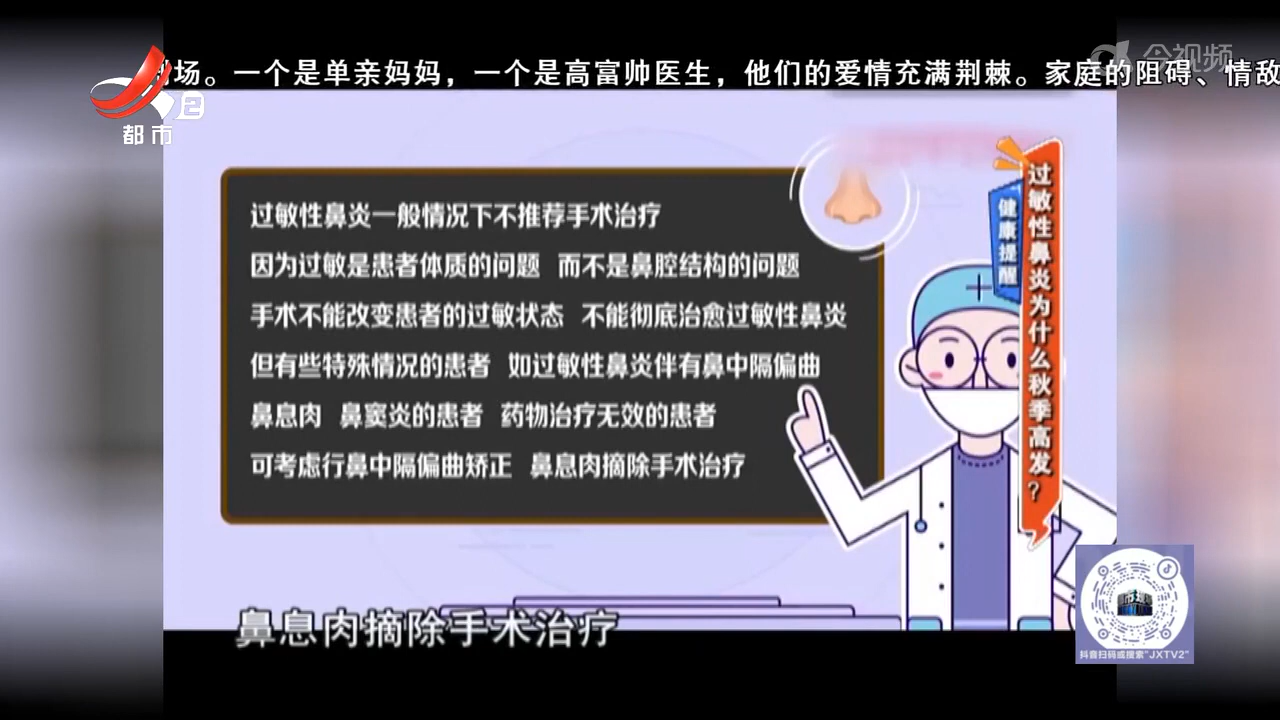 场。一个是单亲妈妈，一个是高富帅医生，他们的爱情充满荆棘。家庭的阻碍、情敌
今视频
2
都市
过敏性鼻炎一般情况下不推荐手术治疗
因为过敏是患者体质的问题 而不是鼻腔结构的问题
手术不能改变患者的过敏状态 不能彻底治愈过敏性鼻炎
但有些特殊情况的患者 如过敏性鼻炎伴有鼻中隔偏曲
鼻息肉 鼻窦炎的患者 药物治疗无效的患者
可考虑行鼻中隔偏曲矫正 鼻息肉摘除手术治疗
健康提醒
过敏性鼻炎为什么秋季高发？
鼻息肉摘除手术治疗
抖音扫码或搜索"JXTV2"